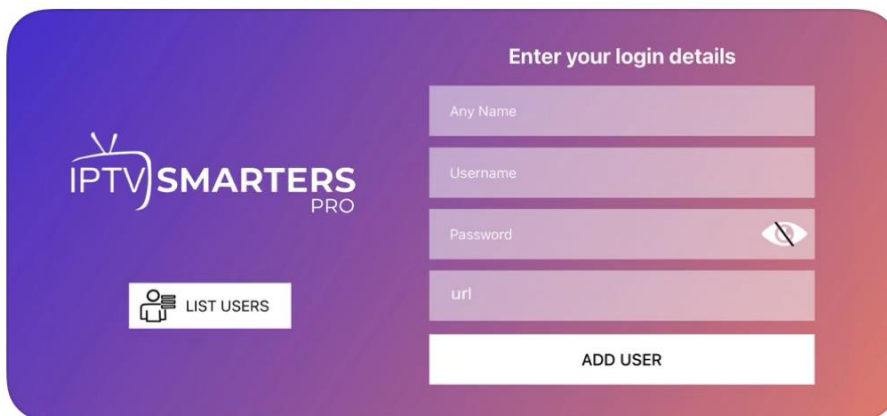 IPTV SMARTERS
PRO
LIST USERS
Enter your login details
Any Name
Username
Password
url
ADD USER